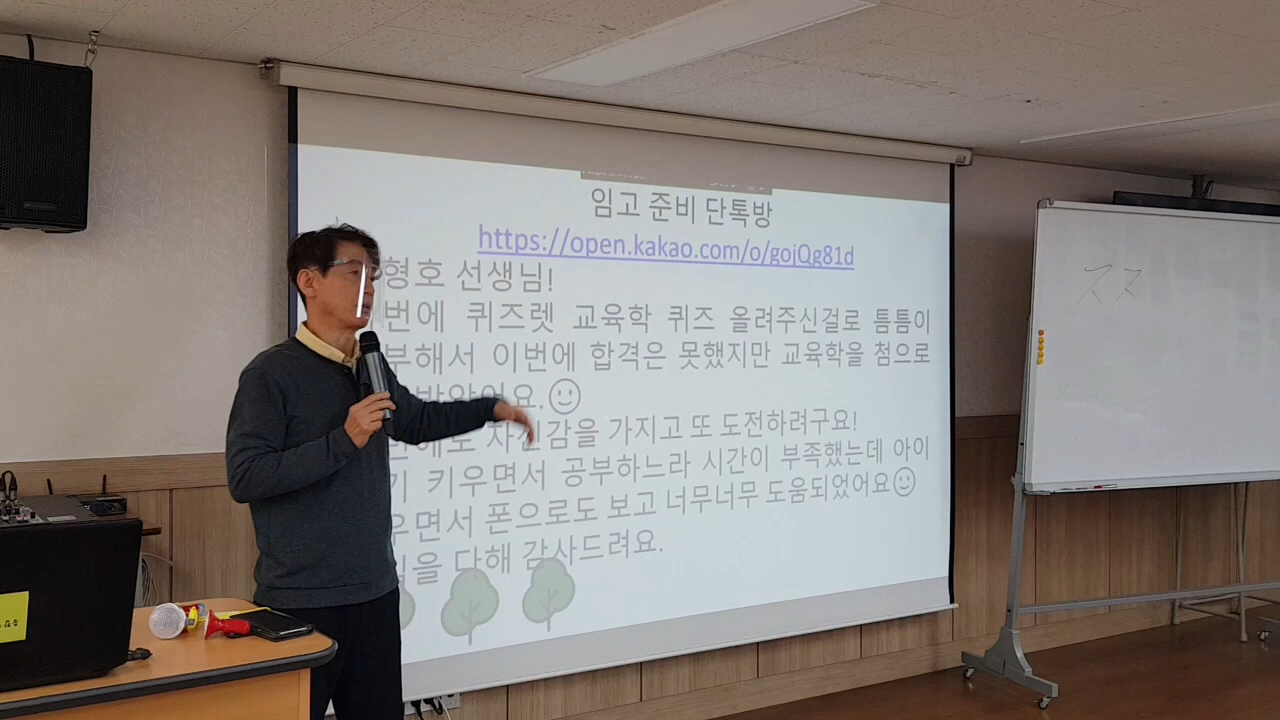 임고 준비 단톡방
https://open.kakao.com/o/gojQg81d
형호 선생님!
번에 퀴즈렛 교육학 퀴즈 올려주신걸로 틈틈이
부해서 이번에 합격은 못했지만 교육학을 첨으로
받았어요.
자신감을 가지고 또 도전하려구요!
키우면서 공부하느라 시간이 부족했는데 아이
우면서 폰으로도 보고 너무너무 도움되었어요
을 다해 감사드려요.
ㅈㅈ